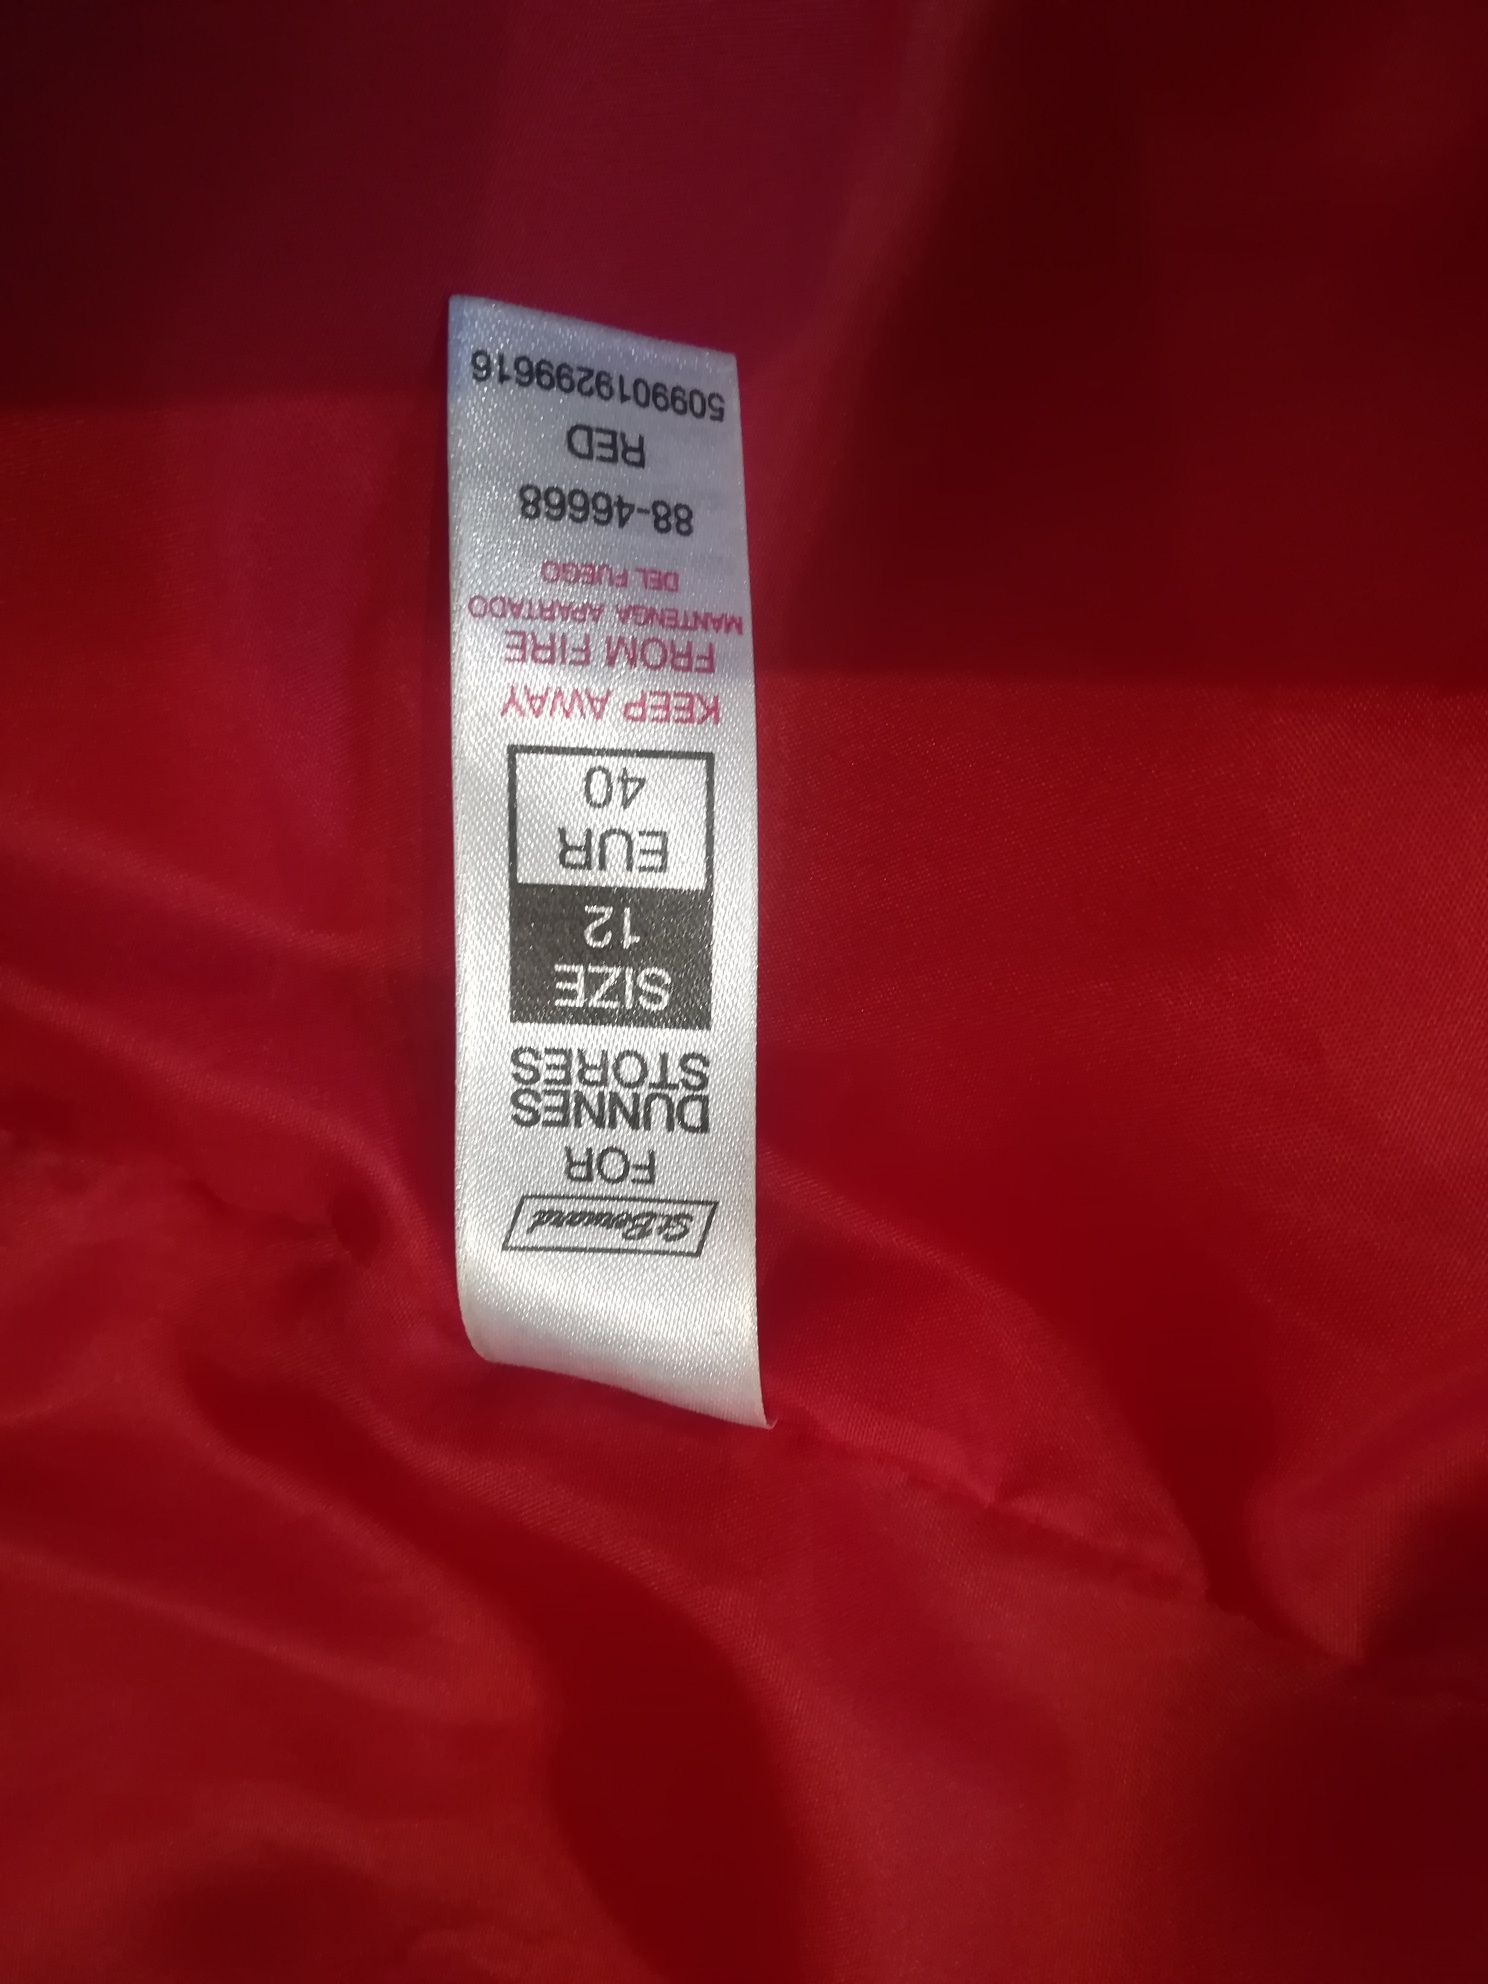 St Bernard
FOR
DUNNES
STORES
SIZE
12
EUR
40
KEEP AWAY
FROM FIRE
MANTENGA APARTADO
DEL FUEGO
88-46668
RED
5099019299616